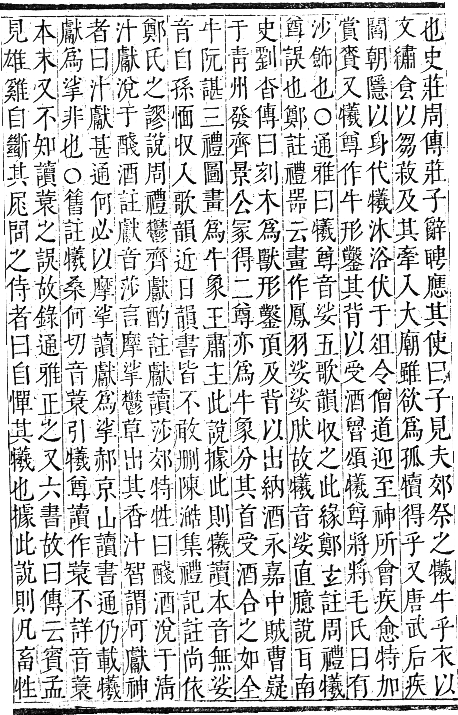 也史莊周傳莊子辭聘應其使曰子見夫郊祭之犧牛乎衣以
文繡食以芻菽及其牽入大廟雖欲為孤犢得乎又唐武后疾
閻朝隱以身代犧沐浴伏于俎令僧道迎至神所會疾愈特加
賞賚又犧尊作牛形鑿其背以受酒曾頌犧尊將將毛氏曰有
沙飾也○通雅曰犧尊音娑五歌韻収之此緣鄭玄註周禮犧
尊誤也鄭註禮器云畫作鳳羽娑娑肰故犧音娑直臆說耳南
史劉杳傳曰刻木為獸形鑿頂及背以出納酒永嘉中賊曹嶷
于靑州發齊景公冡得二尊亦為牛象分其首受酒合之如全
牛阮諶三禮圖畫為牛象王肅主此說據此則犧讀本音無娑
音自孫愐収入歌韻近日韻書皆不敢刪陳澔集禮記註尚依
鄭氏之謬說周禮鬱齊獻酌註獻讀莎郊特牲曰醆酒涗于淸
汁獻涗于醆酒註獻音莎言摩挲鬱草出其香汁智謂可獻神
者曰汁獻甚通何必以摩挲讀獻為挲郝京山讀書通仍載犧
獻為挲非也○舊註犧桑何切音蓑引犧尊讀作蓑不詳音蓑
本末又不知讀蓑之誤故錄通雅正之又六書故曰傳云賔孟
見雄雞自斷其尾問之侍者曰自憚其犧也據此說則凡畜牲